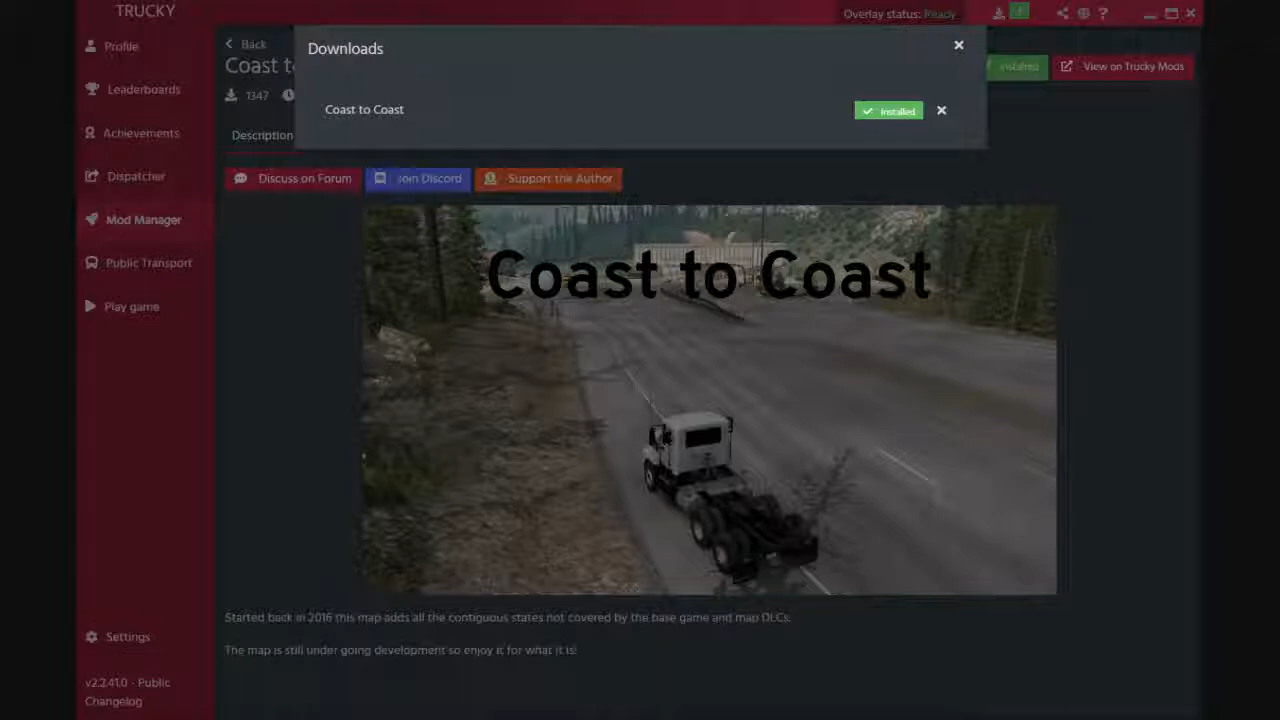 TRUCKY
Overlay status: Ready
Profile
Leaderboards
Achievements
Dispatcher
Mod Manager
Public Transport
Play game
Settings
v2.2.41.0 - Public
Changelog
Back
Coast to
1347
Description
Downloads
Coast to Coast
Installed
Installed
View on Trucky Mods
Discuss on Forum
Join Discord
Support the Author
Coast to Coast
Started back in 2016 this map adds all the contiguous states not covered by the base game and map DLCs.
The map is still under going development so enjoy it for what it is!